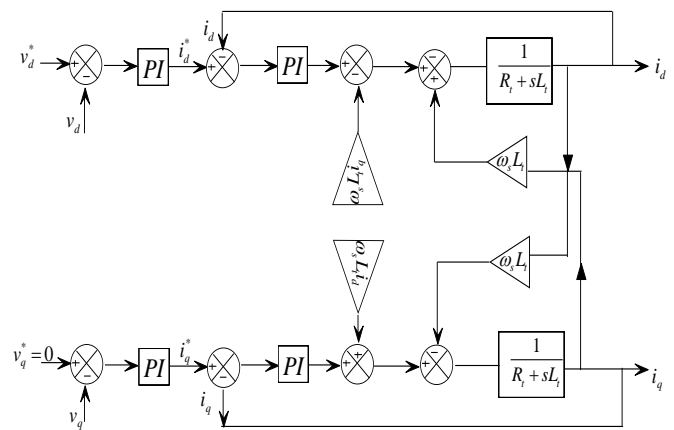 i_d
v_d^* + − PI i_d^* + − PI + − + + 1 / (R_t + sL_t) i_d
v_d
ω_s L_t i_q
ω_s L_t
ω_s L_t i_d
ω_s L_t
v_q^* = 0 + − PI i_q^* + − PI + + + − 1 / (R_t + sL_t) i_q
v_q
i_q